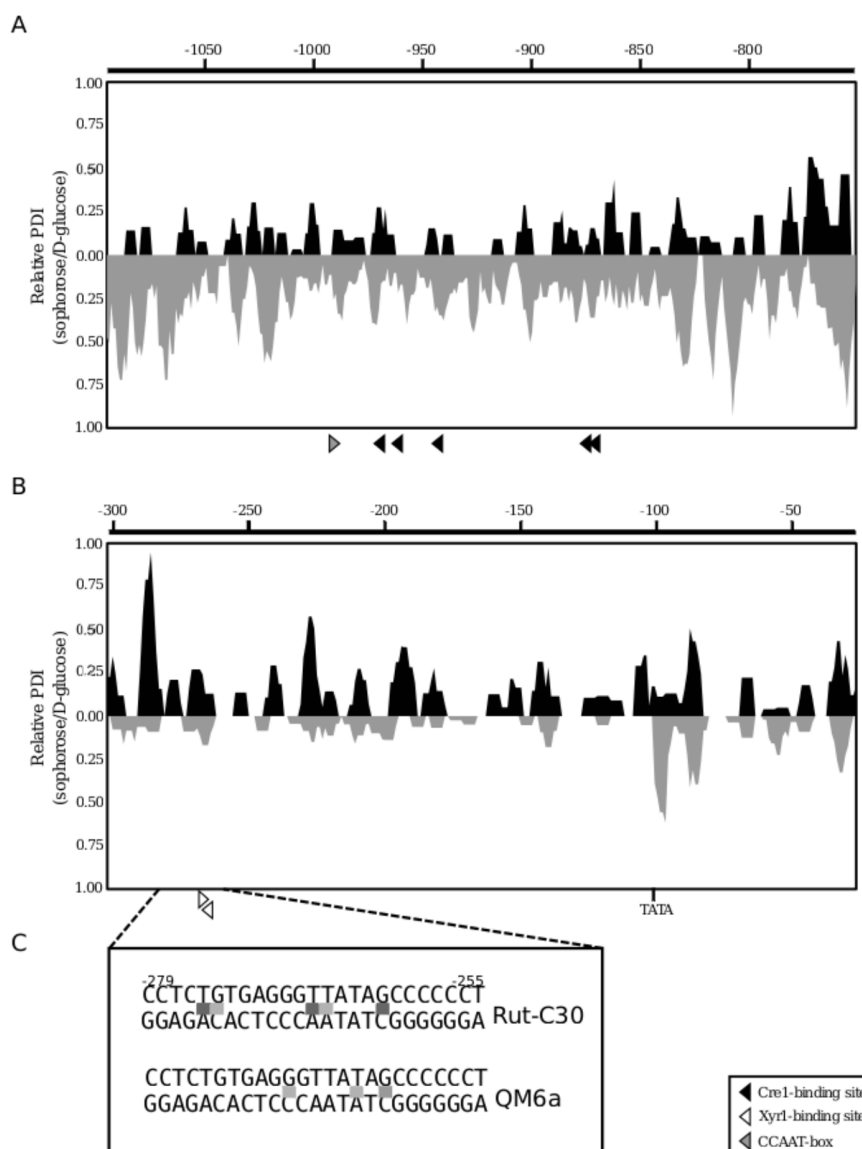 A
-1050 -1000 -950 -900 -850 -800
1.00
0.75
0.50
0.25
0.00
0.25
0.50
0.75
1.00
Relative PDI
(sophorose/D-glucose)
B
-300 -250 -200 -150 -100 -50
1.00
0.75
0.50
0.25
0.00
0.25
0.50
0.75
1.00
Relative PDI
(sophorose/D-glucose)
TATA
C
-279 -255
CCTCTGTGAGGGTTATAGCCCCCCT
GGAGACACTCCCAATATCGGGGGGA
Rut-C30
CCTCTGTGAGGGTTATAGCCCCCCT
GGAGACACTCCCAATATCGGGGGGA
QM6a
Cre1-binding site
Xyr1-binding site
CCAAT-box